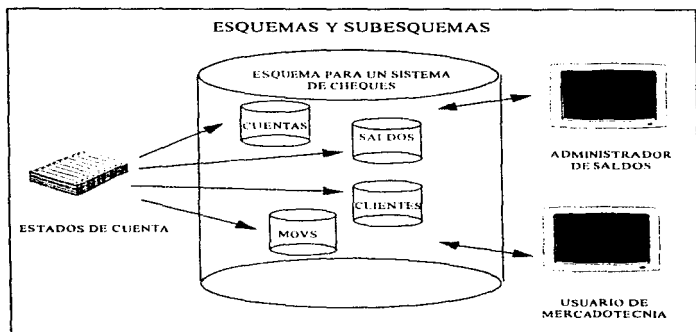 ESQUEMAS Y SUBESQUEMAS
ESQUEMA PARA UN SISTEMA
DE CHEQUES
CUENTAS
SALDOS
CLIENTES
MOVS
ESTADOS DE CUENTA
ADMINISTRADOR
DE SALDOS
USUARIO DE
MERCADOTECNIA